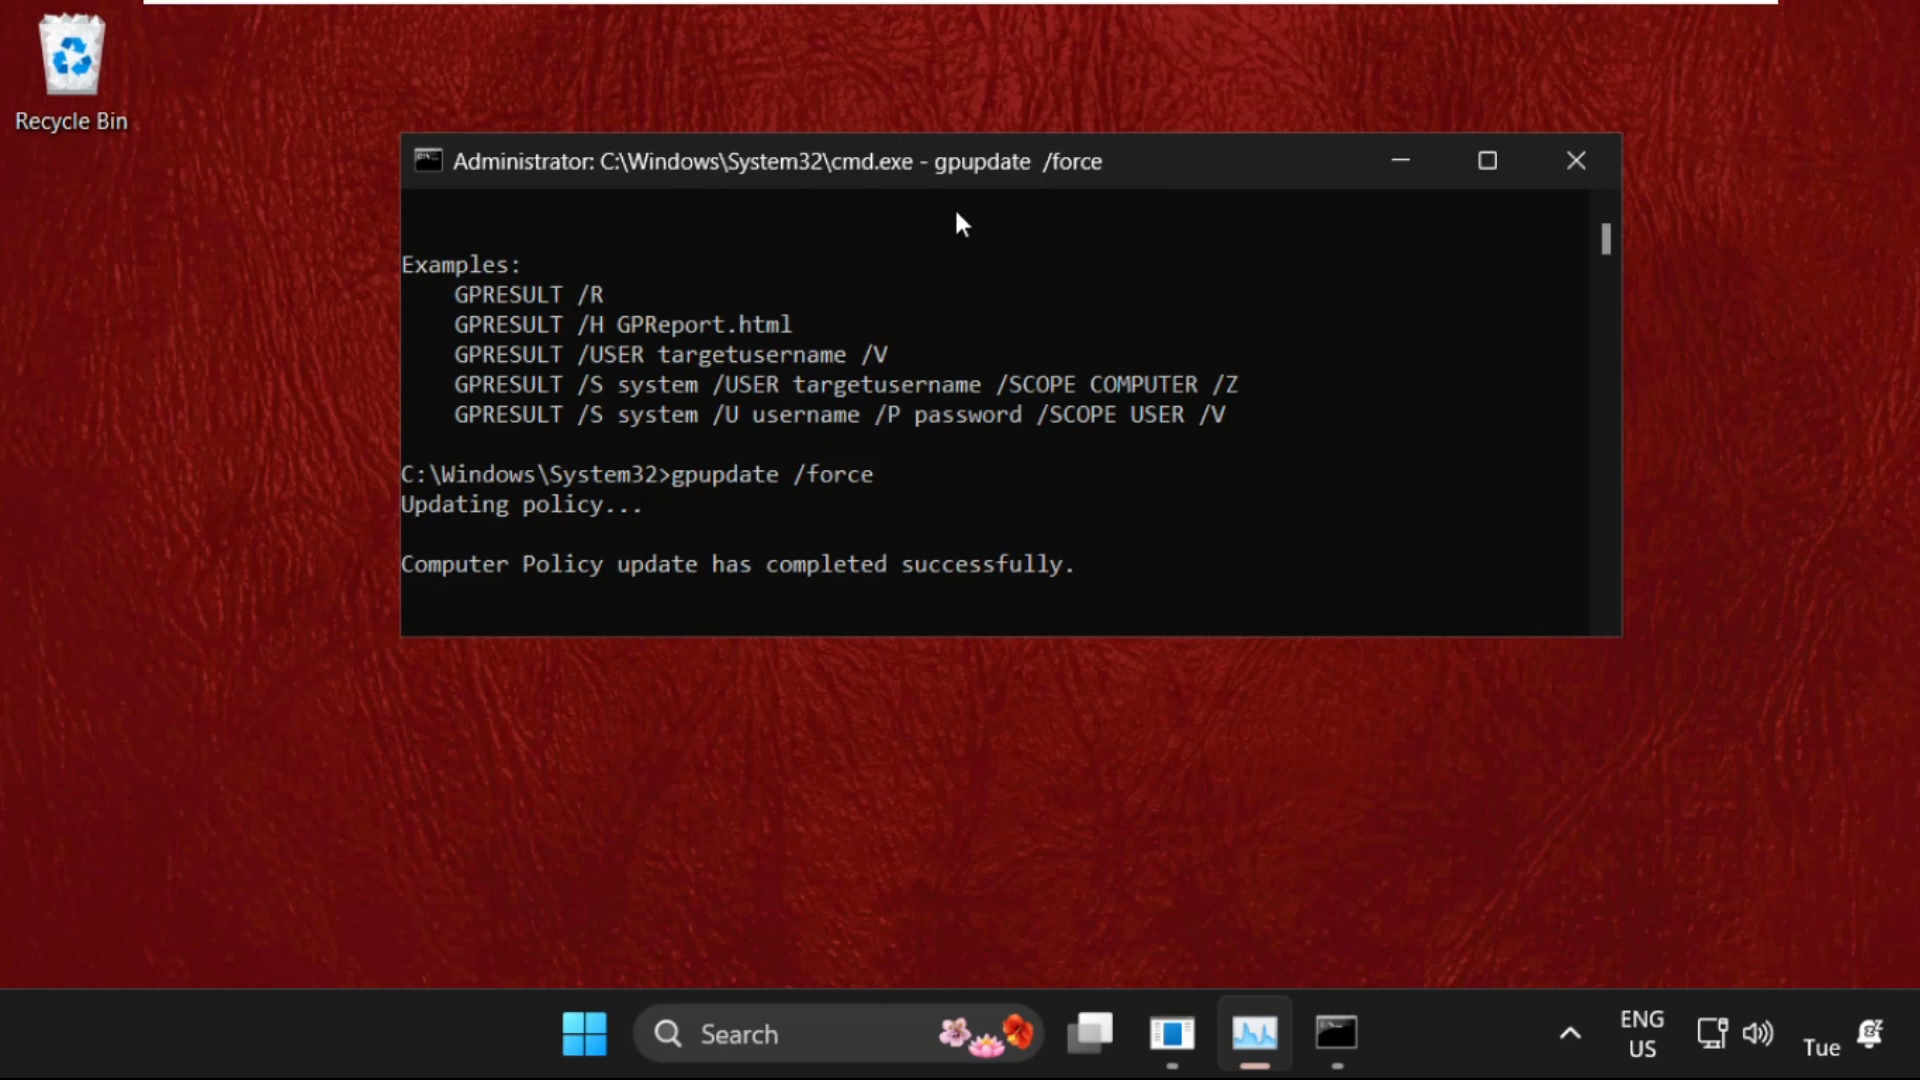 Recycle Bin
Administrator: C:\Windows\System32\cmd.exe - gpupdate  /force
Examples:
    GPRESULT /R
    GPRESULT /H GPReport.html
    GPRESULT /USER targetusername /V
    GPRESULT /S system /USER targetusername /SCOPE COMPUTER /Z
    GPRESULT /S system /U username /P password /SCOPE USER /V
C:\Windows\System32>gpupdate /force
Updating policy...
Computer Policy update has completed successfully.
Search
ENG
US
Tue